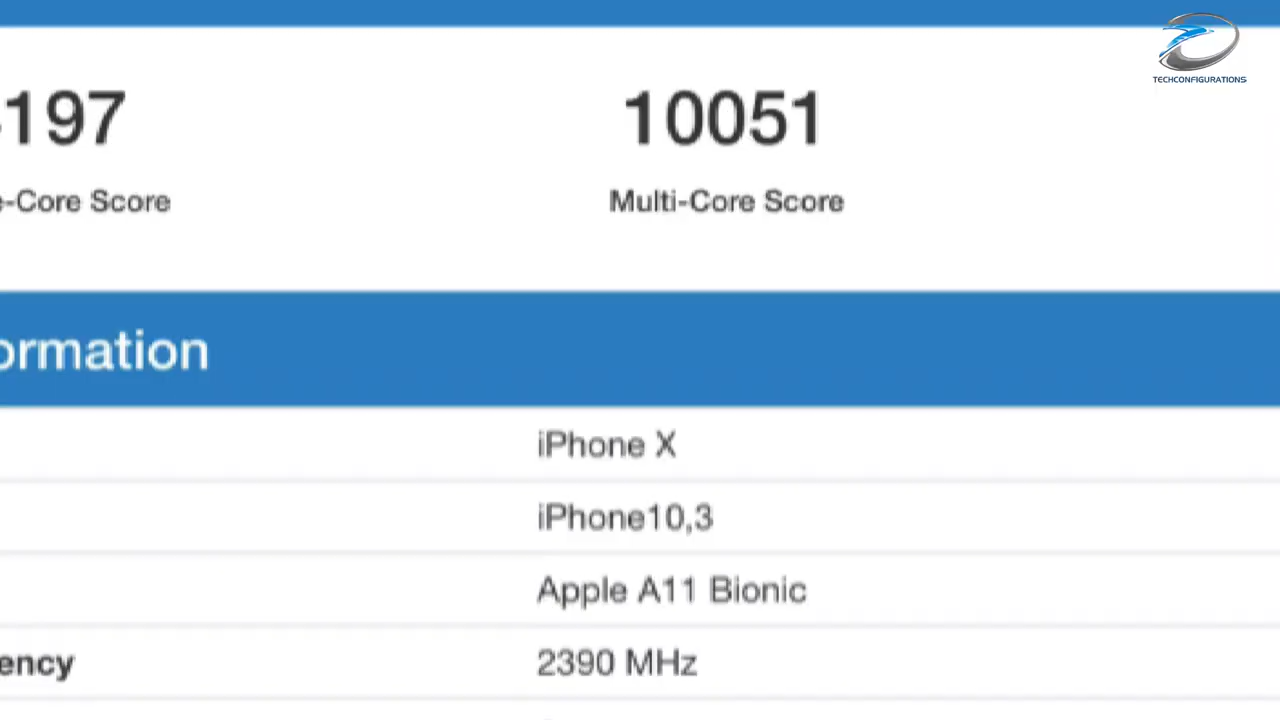 TECHCONFIGURATIONS
197
10051
-Core Score
Multi-Core Score
ormation
iPhone X
iPhone10,3
Apple A11 Bionic
ency
2390 MHz